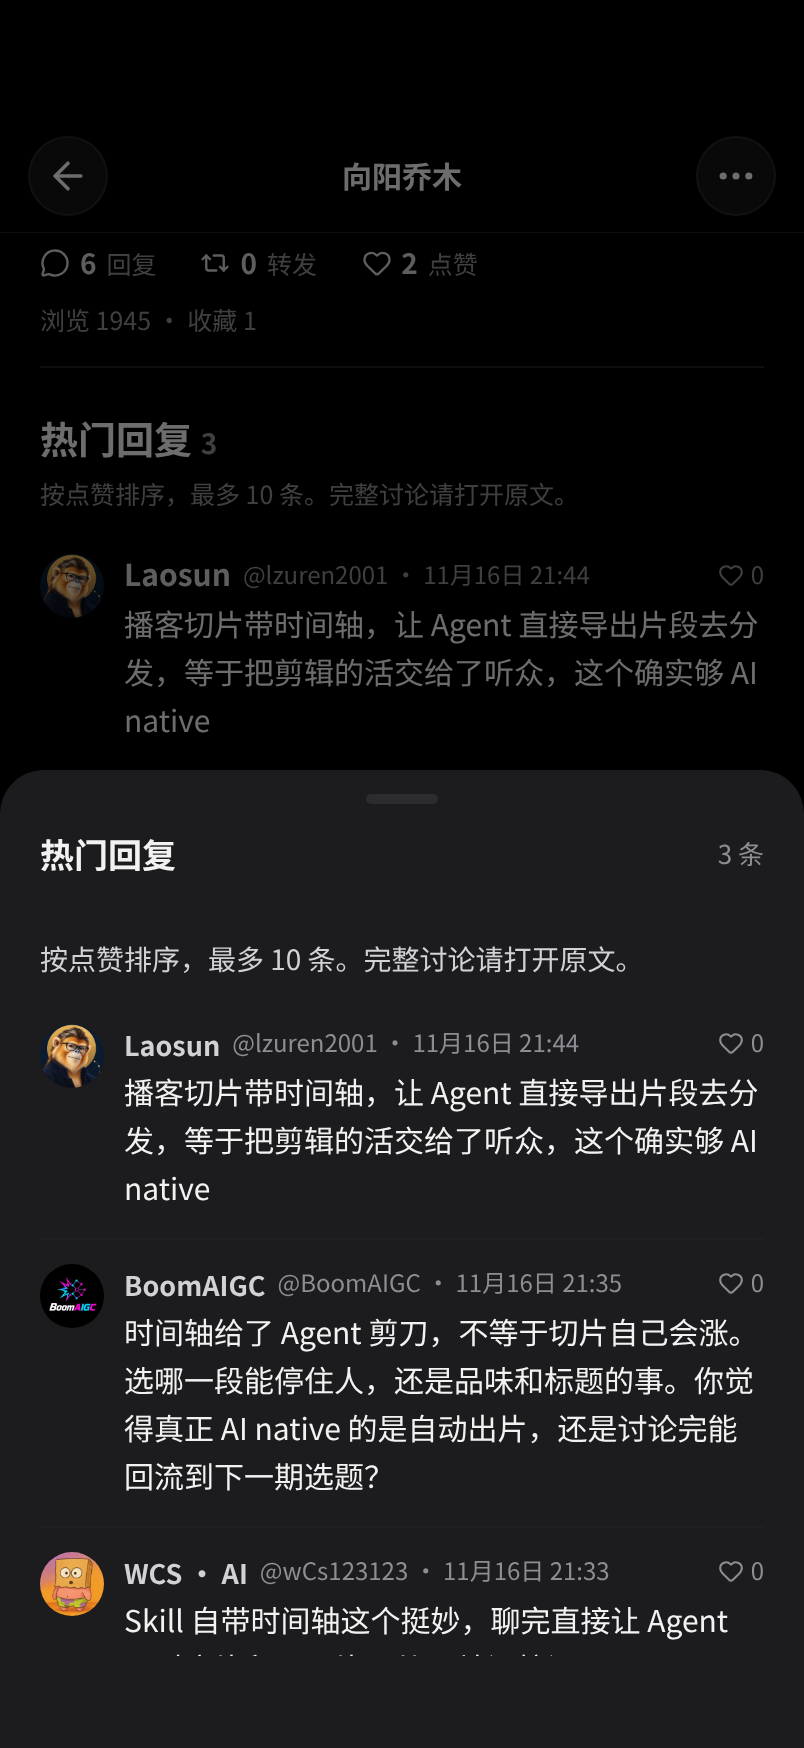 向阳乔木
6 回复 0 转发 2 点赞
浏览 1945 · 收藏 1
热门回复 3
按点赞排序，最多 10 条。完整讨论请打开原文。
Laosun @lzuren2001 · 11月16日 21:44 0
播客切片带时间轴，让 Agent 直接导出片段去分
发，等于把剪辑的活交给了听众，这个确实够 AI
native
热门回复 3 条
按点赞排序，最多 10 条。完整讨论请打开原文。
Laosun @lzuren2001 · 11月16日 21:44 0
播客切片带时间轴，让 Agent 直接导出片段去分
发，等于把剪辑的活交给了听众，这个确实够 AI
native
BoomAIGC
BoomAIGC @BoomAIGC · 11月16日 21:35 0
时间轴给了 Agent 剪刀，不等于切片自己会涨。
选哪一段能停住人，还是品味和标题的事。你觉
得真正 AI native 的是自动出片，还是讨论完能
回流到下一期选题？
WCS · AI @wCs123123 · 11月16日 21:33 0
Skill 自带时间轴这个挺妙，聊完直接让 Agent